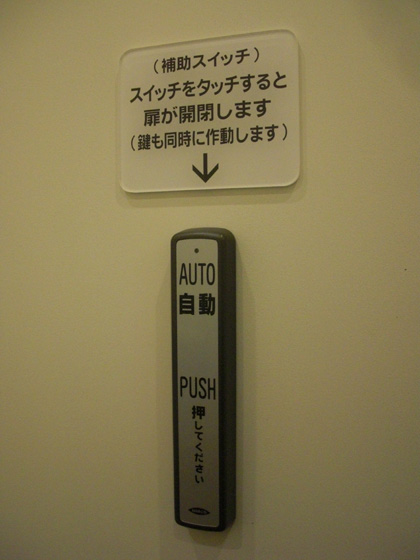 （補助スイッチ）
スイッチをタッチすると
扉が開閉します
（鍵も同時に作動します）
↓
AUTO
自動
PUSH
押してください